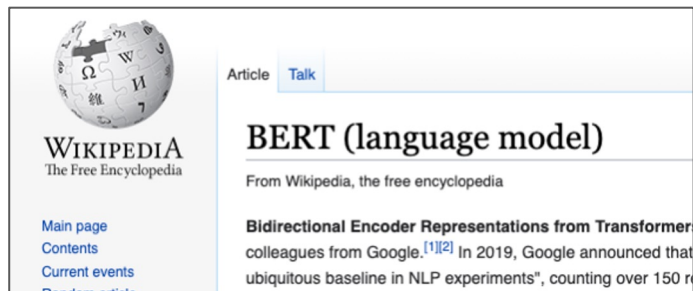 WIKIPEDIA
The Free Encyclopedia
Main page
Contents
Current events
Random article
Article Talk
BERT (language model)
From Wikipedia, the free encyclopedia
Bidirectional Encoder Representations from Transformers
colleagues from Google.[1][2] In 2019, Google announced that
ubiquitous baseline in NLP experiments", counting over 150